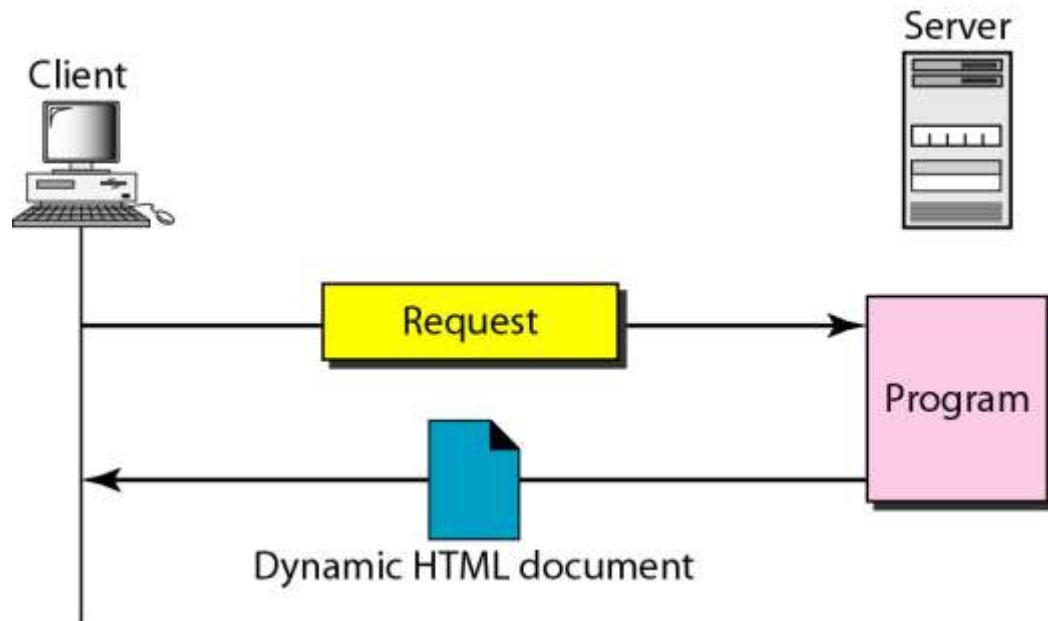 Server
Client
Request
Program
Dynamic HTML document